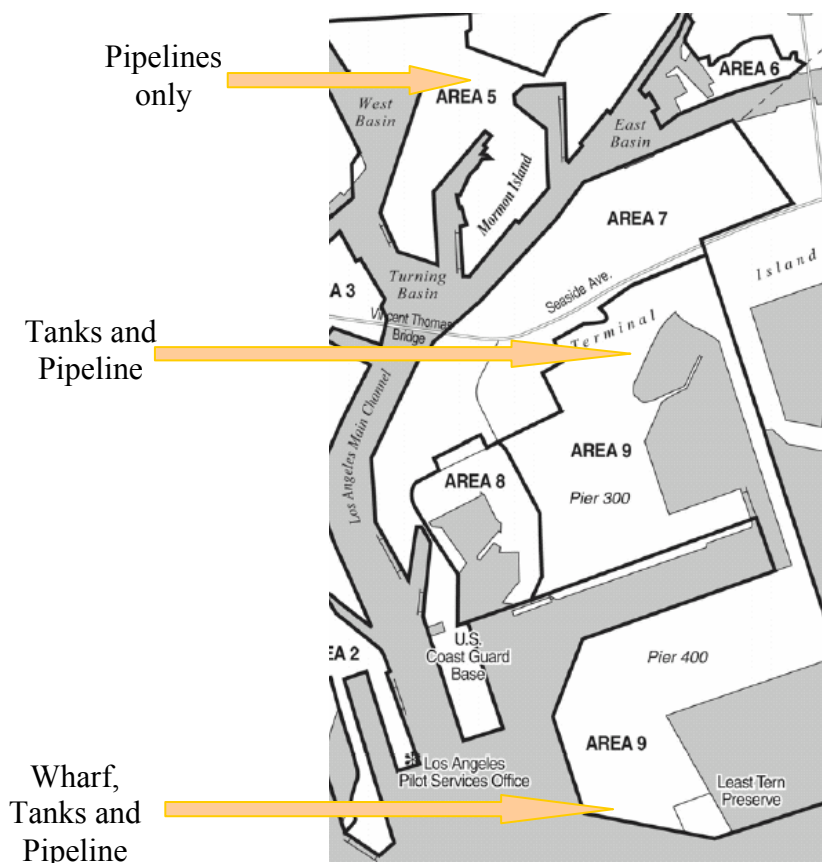 Pipelines
only
AREA 6
AREA 5
West
Basin
East
Basin
Mormon Island
AREA 7
Island
Turning
Basin
A 3
Seaside Ave.
Vincent Thomas
Bridge
Terminal
Tanks and
Pipeline
Los Angeles Main Channel
AREA 9
AREA 8
Pier 300
U.S.
Coast Guard
Base
EA 2
Pier 400
AREA 9
Los Angeles
Pilot Services Office
Least Tern
Preserve
Wharf,
Tanks and
Pipeline